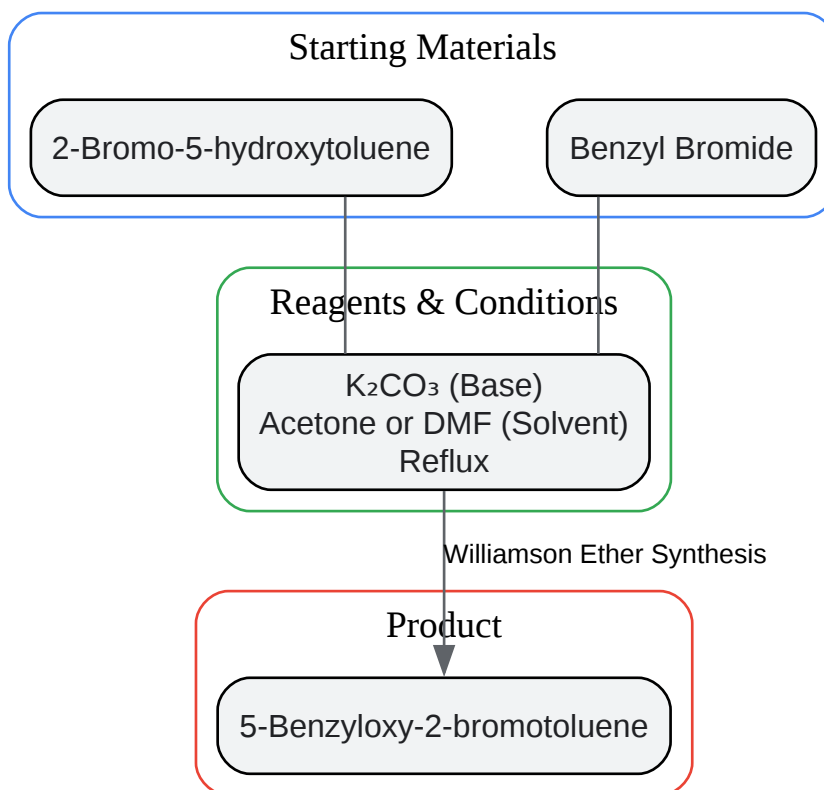 Starting Materials
2-Bromo-5-hydroxytoluene
Benzyl Bromide
Reagents & Conditions
K₂CO₃ (Base)
Acetone or DMF (Solvent)
Reflux
Williamson Ether Synthesis
Product
5-Benzyloxy-2-bromotoluene